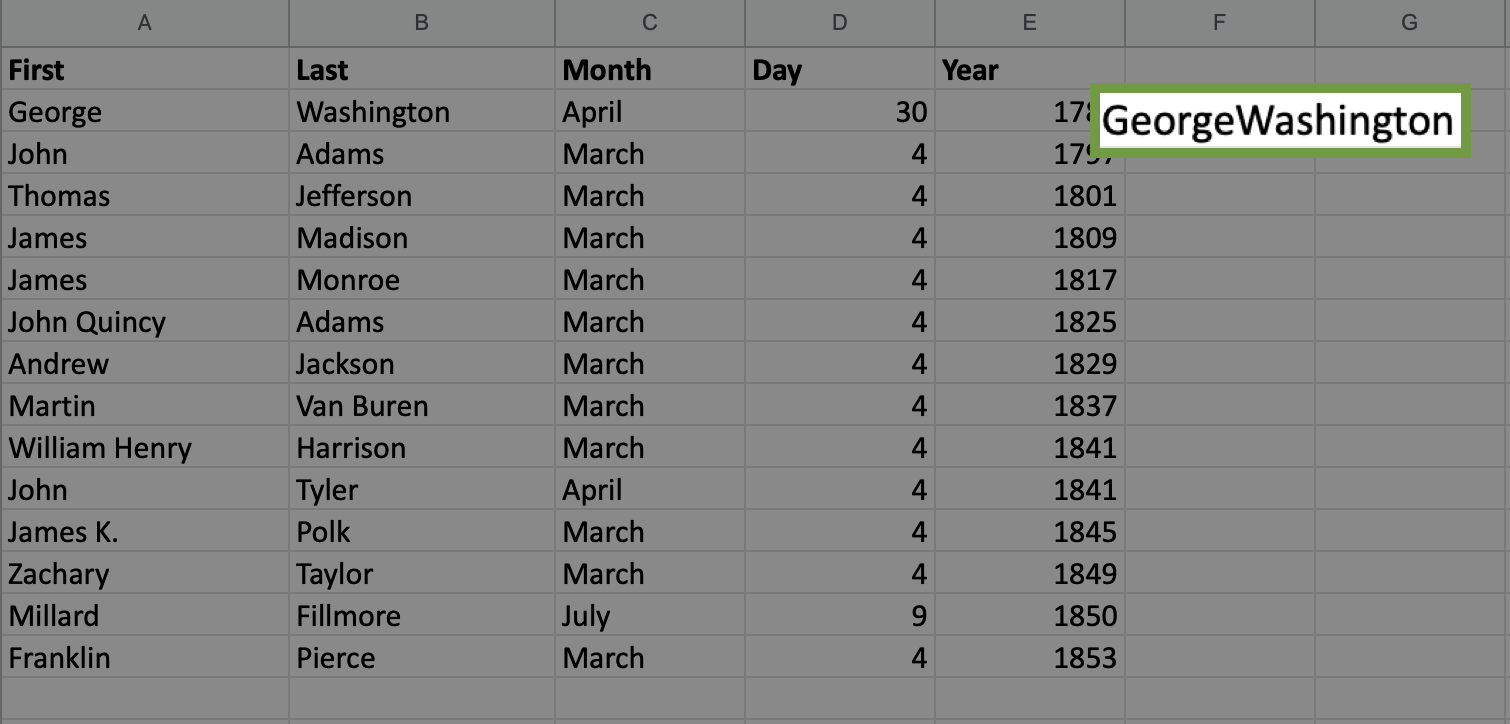 A B C D E F G
First Last Month Day Year
George Washington April 30 GeorgeWashington
John Adams March 4
Thomas Jefferson March 4 1801
James Madison March 4 1809
James Monroe March 4 1817
John Quincy Adams March 4 1825
Andrew Jackson March 4 1829
Martin Van Buren March 4 1837
William Henry Harrison March 4 1841
John Tyler April 4 1841
James K. Polk March 4 1845
Zachary Taylor March 4 1849
Millard Fillmore July 9 1850
Franklin Pierce March 4 1853